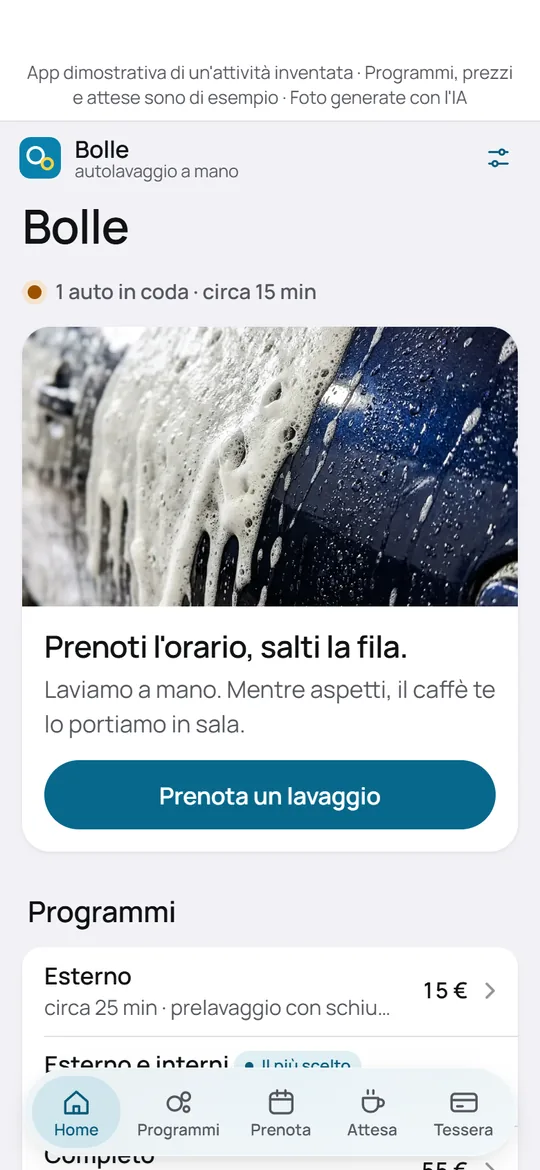 App dimostrativa di un'attività inventata · Programmi, prezzi
e attese sono di esempio · Foto generate con l'IA
Bolle
autolavaggio a mano
Bolle
1 auto in coda · circa 15 min
Prenoti l'orario, salti la fila.
Laviamo a mano. Mentre aspetti, il caffè te
lo portiamo in sala.
Prenota un lavaggio
Programmi
Esterno
15 €
circa 25 min · prelavaggio con schiu...
Esterno e interni
Il più scelto
Home
Programmi
Prenota
Attesa
Tessera
Completo
55 €